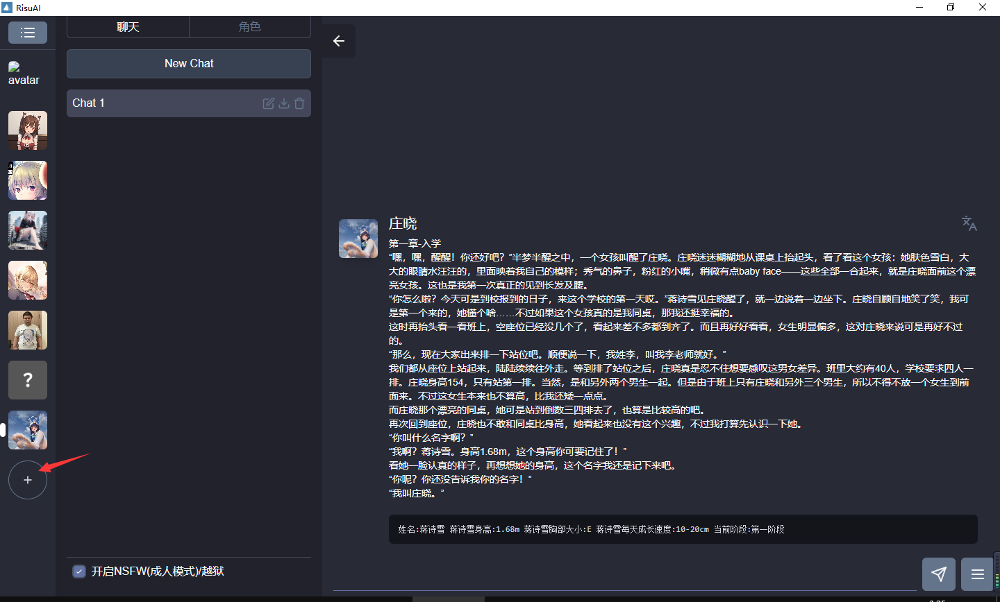 RisuAI
聊天
角色
New Chat
avatar
Chat 1
庄晓
第一章-入学
“嘿，嘿，醒醒！你还好吧？”半梦半醒之中，一个女孩叫醒了庄晓。庄晓迷迷糊糊地从课桌上抬起头，看了看这个女孩：她肤色雪白，大
大的眼睛水汪汪的，里面映着我自己的模样；秀气的鼻子，粉红的小嘴，稍微有点baby face——这些全部一合起来，就是庄晓面前这个漂
亮女孩。这也是我第一次真正的见到长发及腰。
“你怎么啦？今天可是到校报到的日子，来这个学校的第一天哎。”蒋诗雪见庄晓醒了，就一边说着一边坐下。庄晓自顾自地笑了笑，我可
是第一个来的，她懂个啥……不过如果这个女孩真的是我同桌，那我还挺幸福的。
这时再抬头看一看班上，空座位已经没几个了，看起来差不多都到齐了。而且再好好看看，女生明显偏多，这对庄晓来说可是再好不过
的。
“那么，现在大家出来排一下站位吧。顺便说一下，我姓李，叫我李老师就好。”
我们都从座位上站起来，陆陆续续往外走。等到排了站位之后，庄晓真是忍不住想要感叹这男女差异。班里大约有40人，学校要求四人一
排。庄晓身高154，只有站第一排。当然，是和另外两个男生一起。但是由于班上只有庄晓和另外三个男生，所以不得不放一个女生到前
面来。不过这女生本来也不算高，比我还矮一点点。
而庄晓那个漂亮的同桌，她可是站到倒数三四排去了，也算是比较高的吧。
再次回到座位，庄晓也不敢和同桌比身高，她看起来也没有这个兴趣，不过我打算先认识一下她。
“你叫什么名字啊？”
“我啊？蒋诗雪。身高1.68m，这个身高你可要记住了！”
看她一脸认真的样子，再想想她的身高，这个名字我还是记下来吧。
“你呢？你还没告诉我你的名字！”
“我叫庄晓。”
姓名:蒋诗雪 蒋诗雪身高:1.68m 蒋诗雪胸部大小:E 蒋诗雪每天成长速度:10-20cm 当前阶段:第一阶段
开启NSFW(成人模式)/越狱